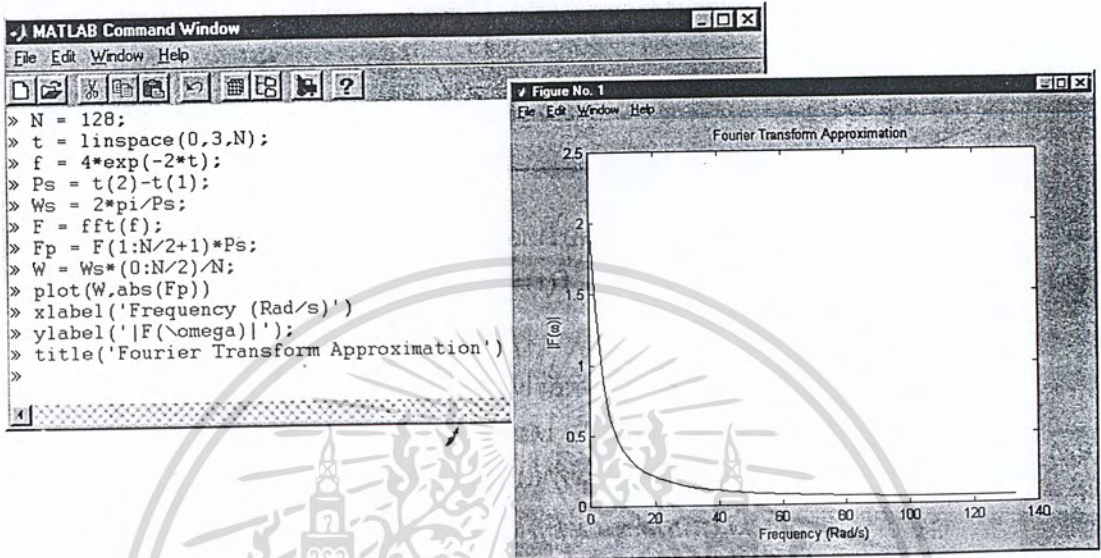 MATLAB Command Window
File Edit Window Help
» N = 128;
» t = linspace(0,3,N);
» f = 4*exp(-2*t);
» Ps = t(2)-t(1);
» Ws = 2*pi/Ps;
» F = fft(f);
» Fp = F(1:N/2+1)*Ps;
» W = Ws*(0:N/2)/N;
» plot(W,abs(Fp))
» xlabel('Frequency (Rad/s)')
» ylabel('|F(\omega)|');
» title('Fourier Transform Approximation')
»
Figure No. 1
File Edit Window Help
Fourier Transform Approximation
2.5
2
1.5
1
0.5
0
|F(s)|
0 20 40 60 80 100 120 140
Frequency (Rad/s)